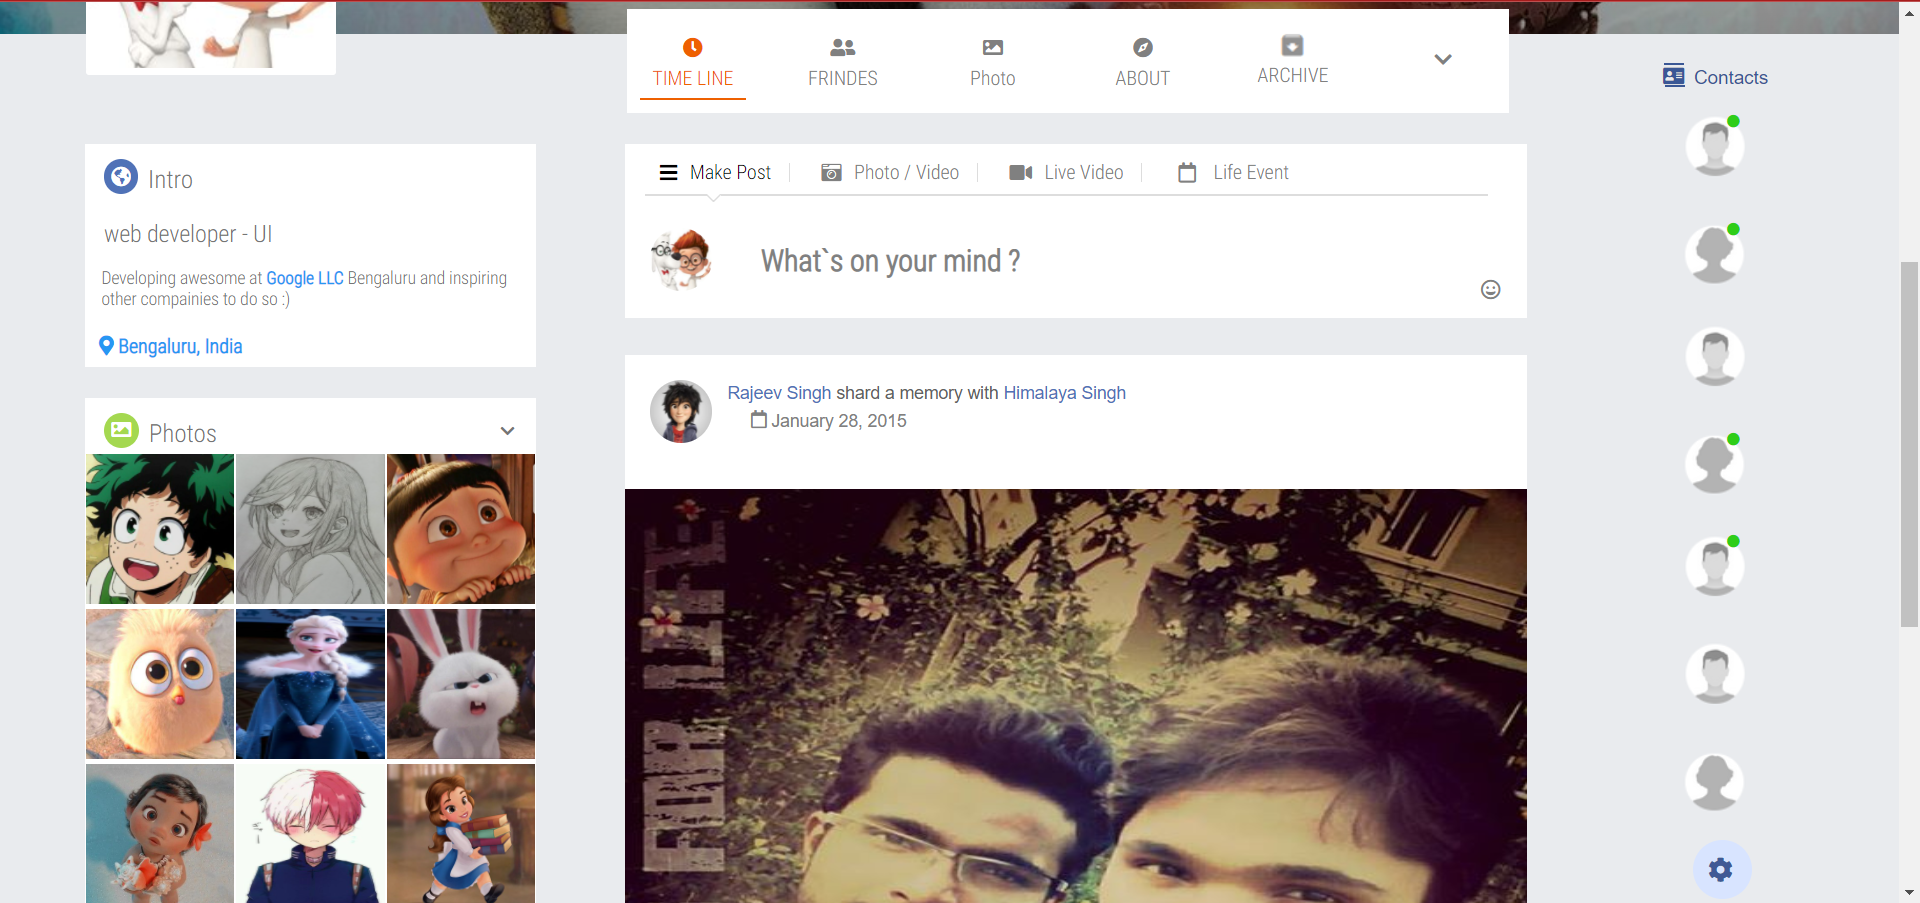 TIME LINE
FRINDES
Photo
ABOUT
ARCHIVE
Contacts
Intro
web developer - UI
Developing awesome at Google LLC Bengaluru and inspiring
other compainies to do so :)
Bengaluru, India
Photos
Make Post
Photo / Video
Live Video
Life Event
What`s on your mind ?
Rajeev Singh shard a memory with Himalaya Singh
January 28, 2015
FOUR LIFE